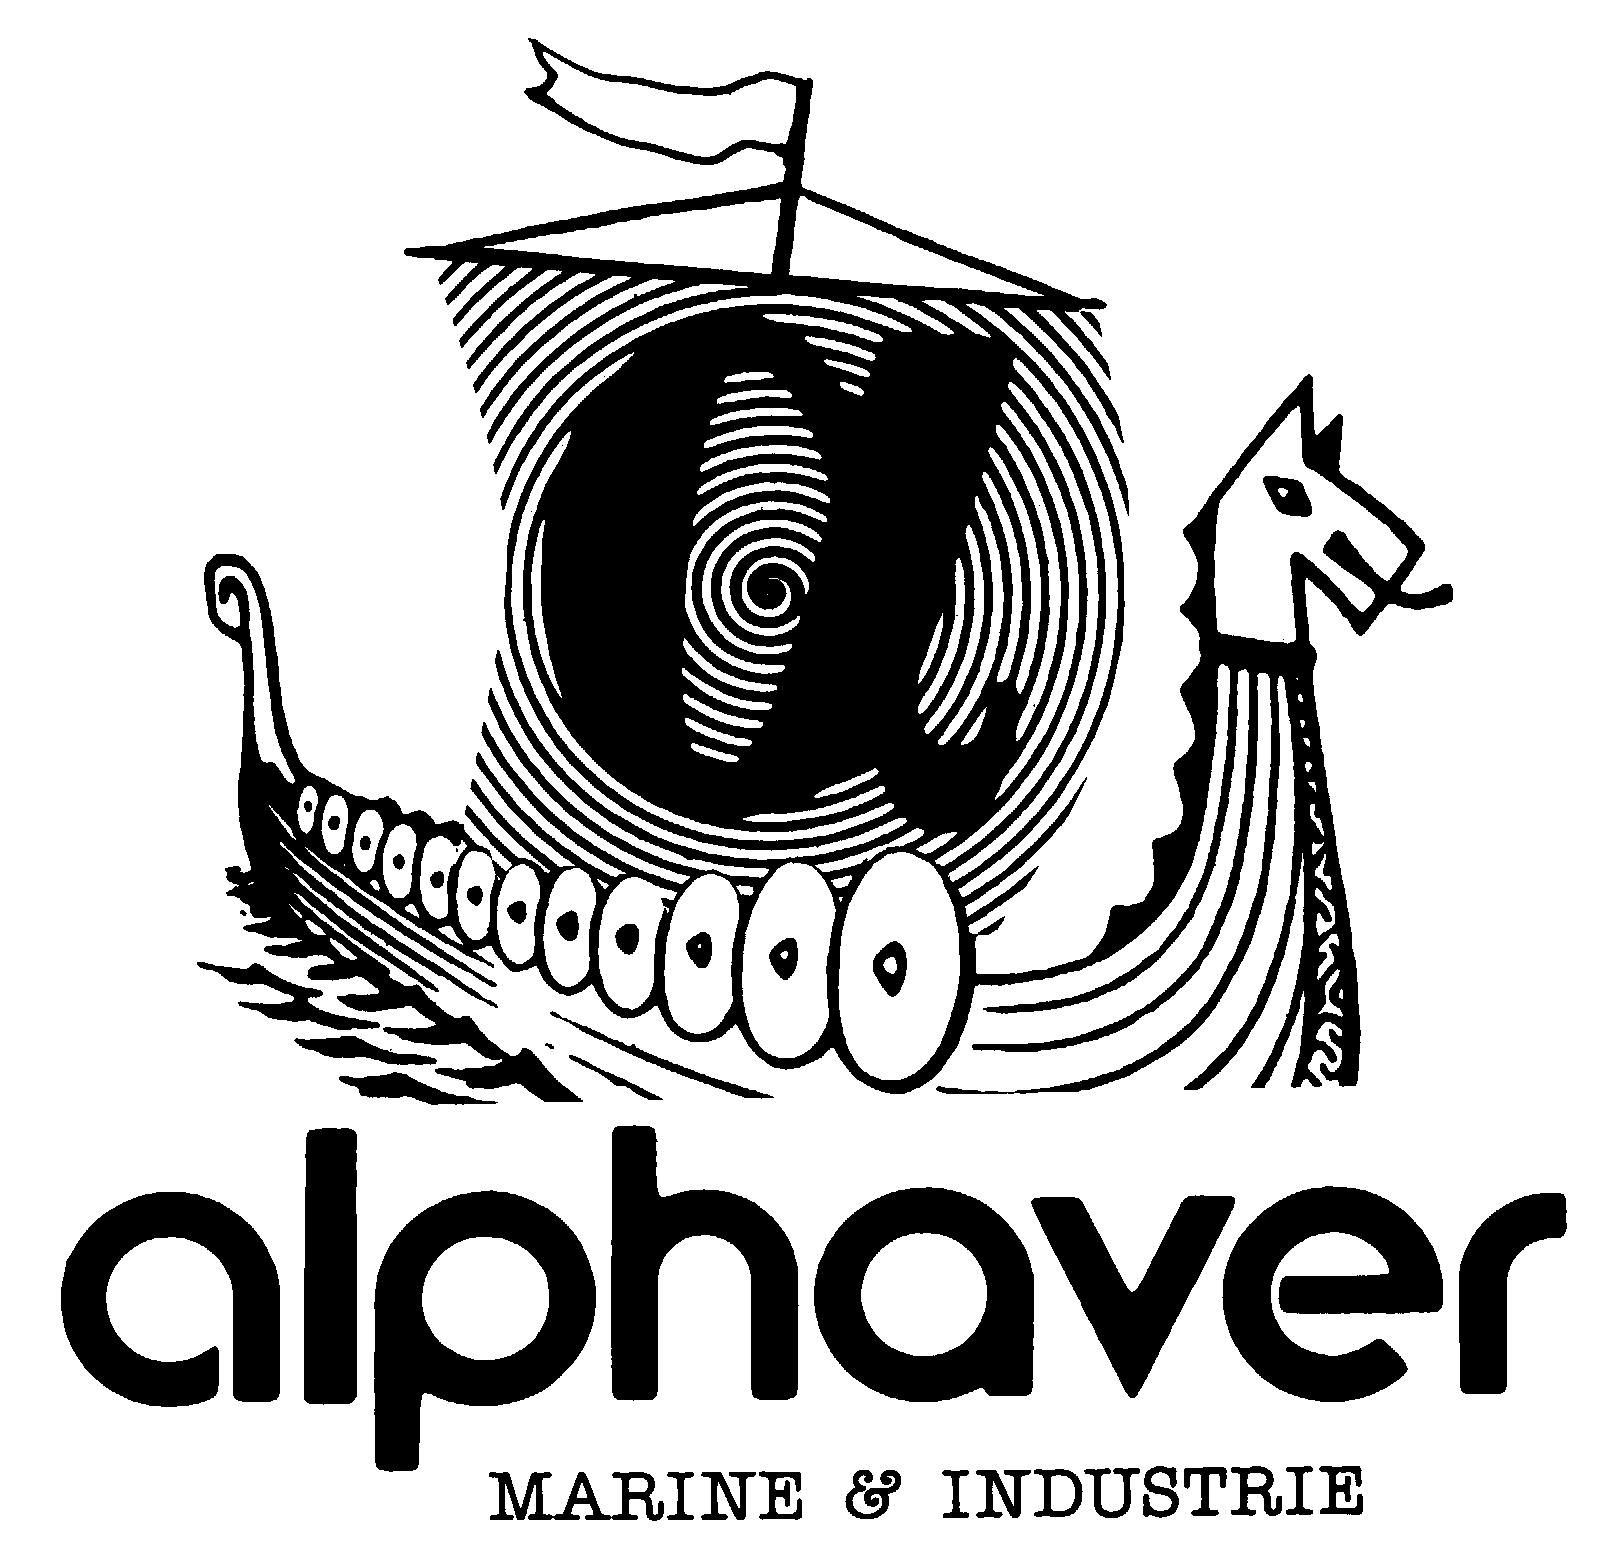 α
alphaver
MARINE & INDUSTRIE